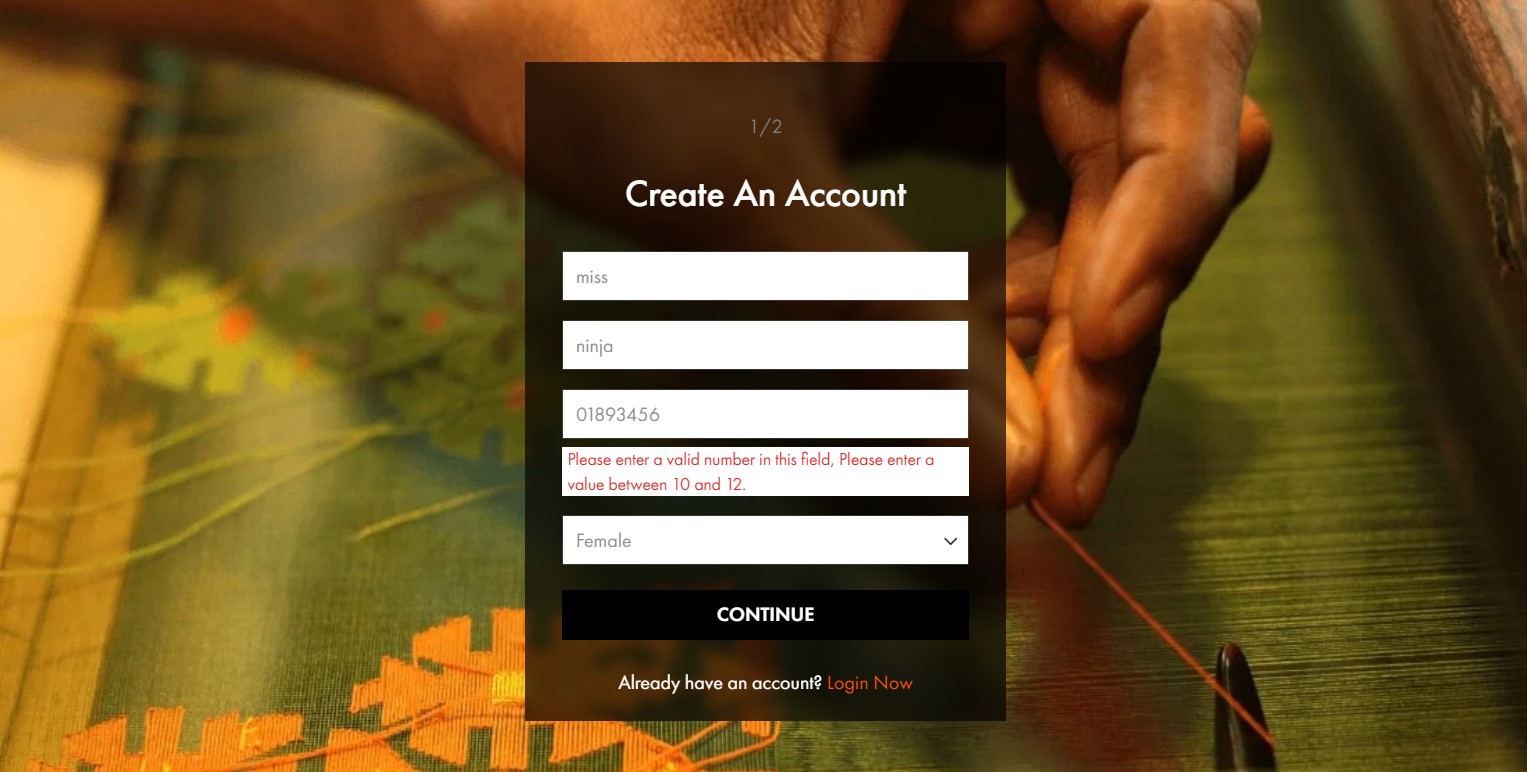 1/2
Create An Account
miss
ninja
01893456
Please enter a valid number in this field, Please enter a
value between 10 and 12.
Female
CONTINUE
Already have an account? Login Now